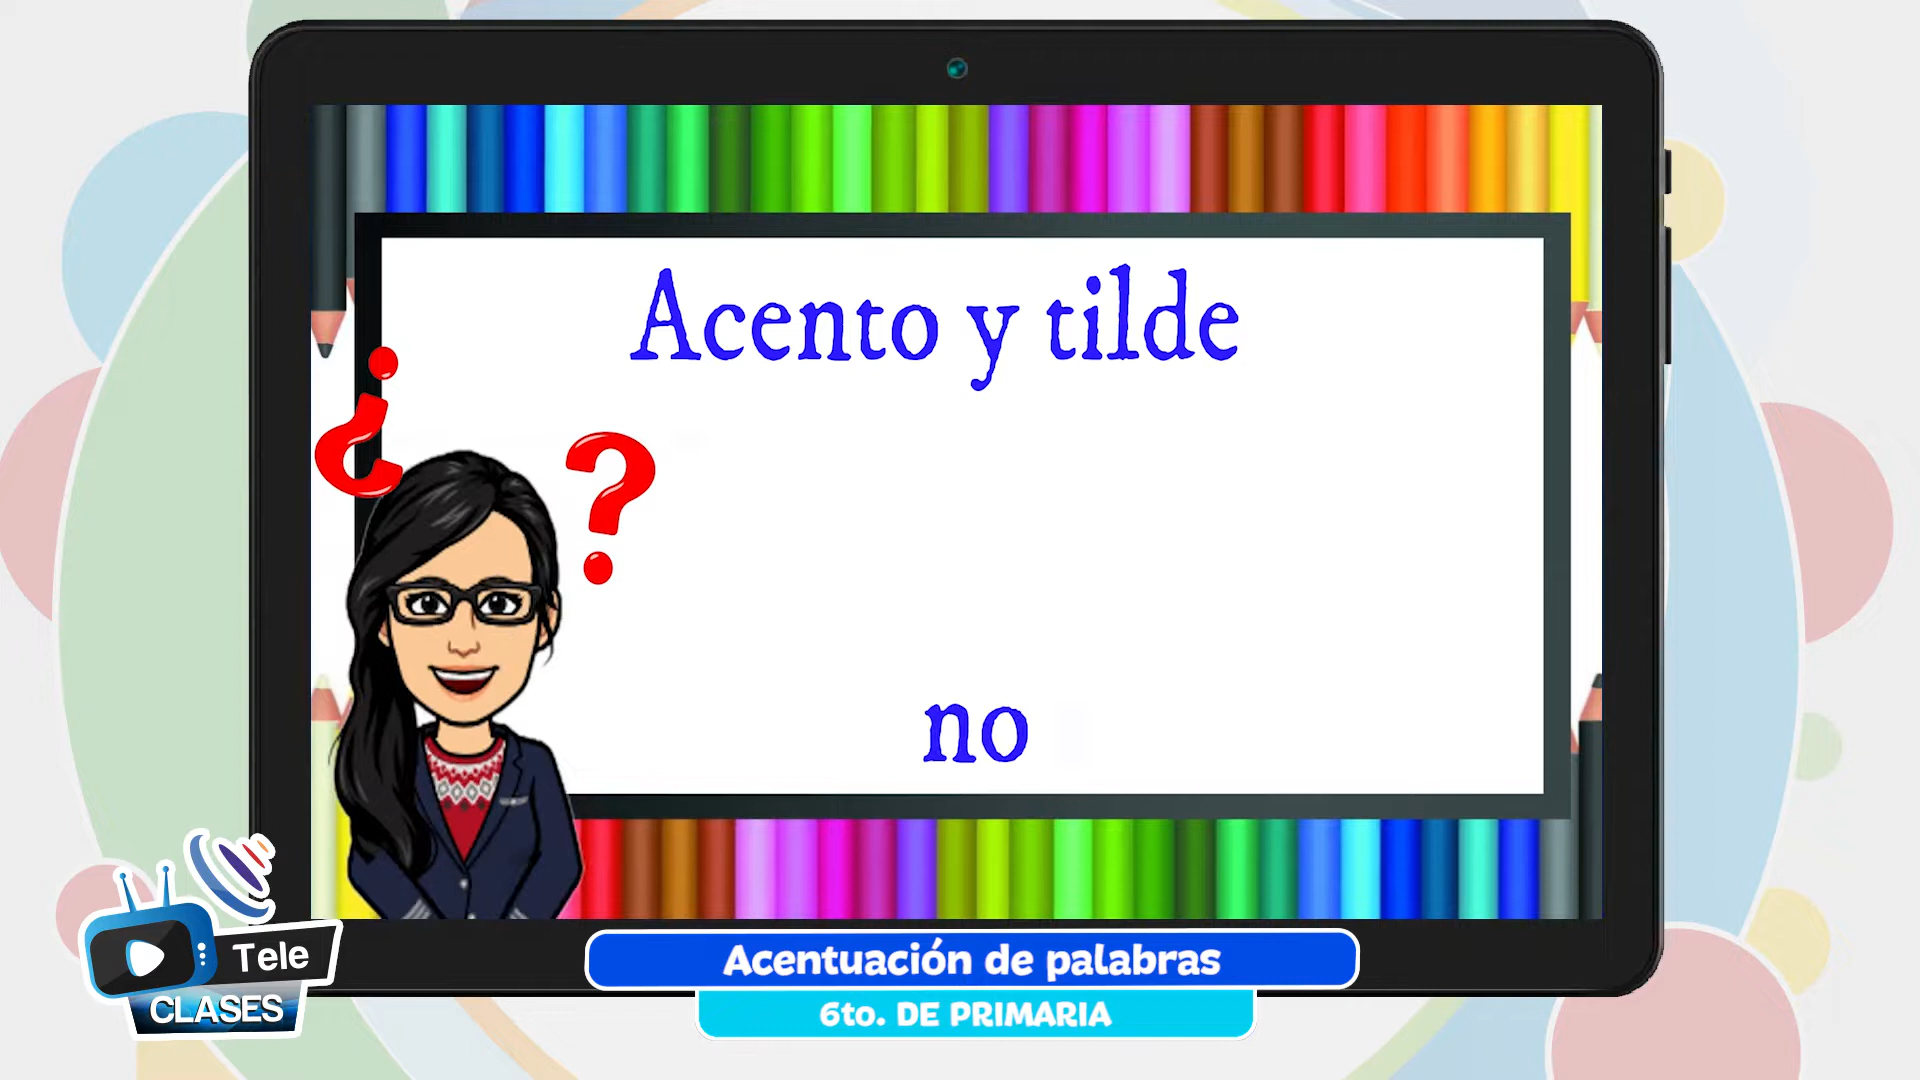 Acento y tilde
¿ ?
no
Tele
CLASES
Acentuación de palabras
6to. DE PRIMARIA